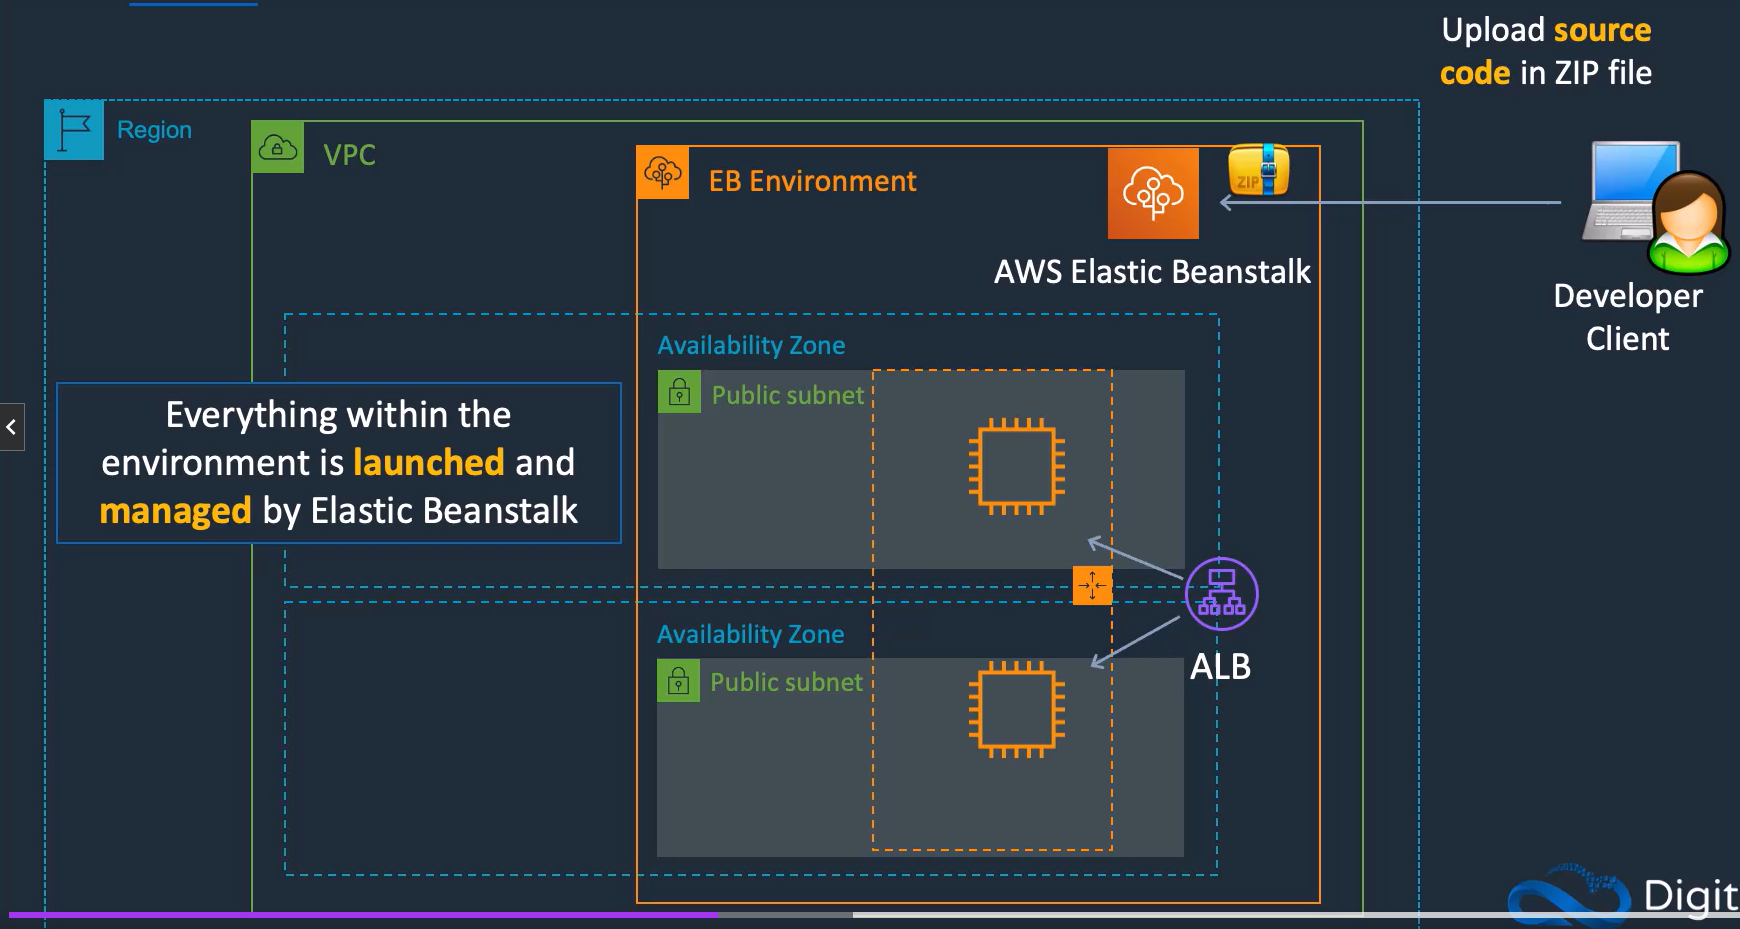 Upload source
code in ZIP file
Region
VPC
EB Environment
ZIP
AWS Elastic Beanstalk
Developer
Client
Availability Zone
Public subnet
Everything within the
environment is launched and
managed by Elastic Beanstalk
Availability Zone
Public subnet
ALB
Digit